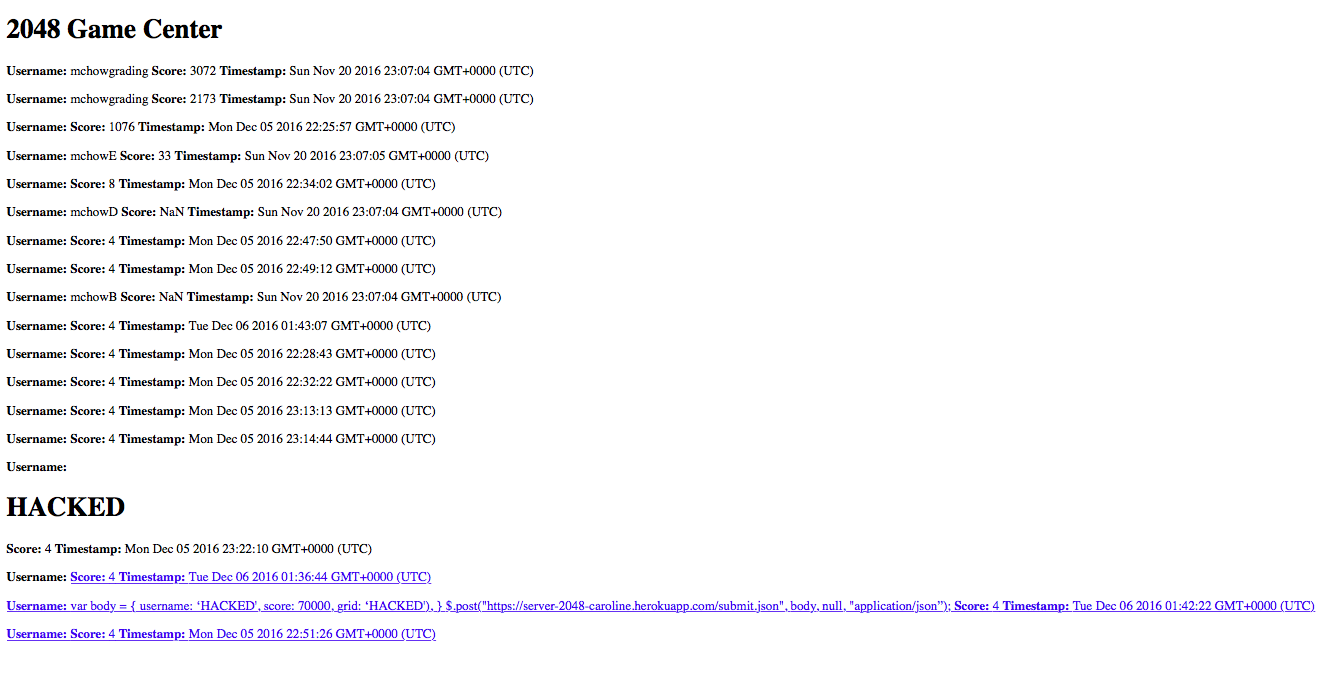 2048 Game Center
Username: mchowgrading Score: 3072 Timestamp: Sun Nov 20 2016 23:07:04 GMT+0000 (UTC)
Username: mchowgrading Score: 2173 Timestamp: Sun Nov 20 2016 23:07:04 GMT+0000 (UTC)
Username: Score: 1076 Timestamp: Mon Dec 05 2016 22:25:57 GMT+0000 (UTC)
Username: mchowE Score: 33 Timestamp: Sun Nov 20 2016 23:07:05 GMT+0000 (UTC)
Username: Score: 8 Timestamp: Mon Dec 05 2016 22:34:02 GMT+0000 (UTC)
Username: mchowD Score: NaN Timestamp: Sun Nov 20 2016 23:07:04 GMT+0000 (UTC)
Username: Score: 4 Timestamp: Mon Dec 05 2016 22:47:50 GMT+0000 (UTC)
Username: Score: 4 Timestamp: Mon Dec 05 2016 22:49:12 GMT+0000 (UTC)
Username: mchowB Score: NaN Timestamp: Sun Nov 20 2016 23:07:04 GMT+0000 (UTC)
Username: Score: 4 Timestamp: Tue Dec 06 2016 01:43:07 GMT+0000 (UTC)
Username: Score: 4 Timestamp: Mon Dec 05 2016 22:28:43 GMT+0000 (UTC)
Username: Score: 4 Timestamp: Mon Dec 05 2016 22:32:22 GMT+0000 (UTC)
Username: Score: 4 Timestamp: Mon Dec 05 2016 23:13:13 GMT+0000 (UTC)
Username: Score: 4 Timestamp: Mon Dec 05 2016 23:14:44 GMT+0000 (UTC)
Username:
HACKED
Score: 4 Timestamp: Mon Dec 05 2016 23:22:10 GMT+0000 (UTC)
Username: Score: 4 Timestamp: Tue Dec 06 2016 01:36:44 GMT+0000 (UTC)
Username: var body = { username: ‘HACKED’, score: 70000, grid: ‘HACKED’), } $.post("https://server-2048-caroline.herokuapp.com/submit.json", body, null, "application/json”); Score: 4 Timestamp: Tue Dec 06 2016 01:42:22 GMT+0000 (UTC)
Username: Score: 4 Timestamp: Mon Dec 05 2016 22:51:26 GMT+0000 (UTC)